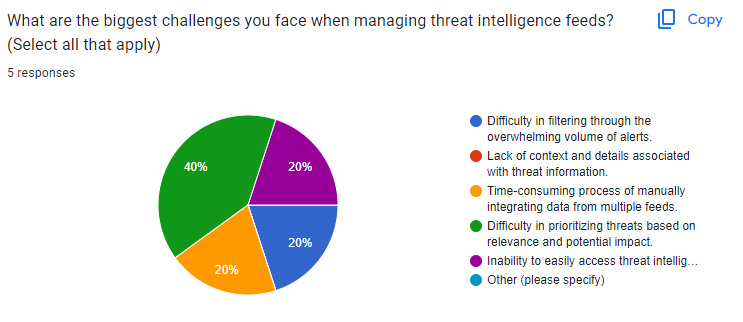 What are the biggest challenges you face when managing threat intelligence feeds?
(Select all that apply)
Copy
5 responses
40%
20%
20%
20%
Difficulty in filtering through the
overwhelming volume of alerts.
Lack of context and details associated
with threat information.
Time-consuming process of manually
integrating data from multiple feeds.
Difficulty in prioritizing threats based on
relevance and potential impact.
Inability to easily access threat intellig…
Other (please specify)